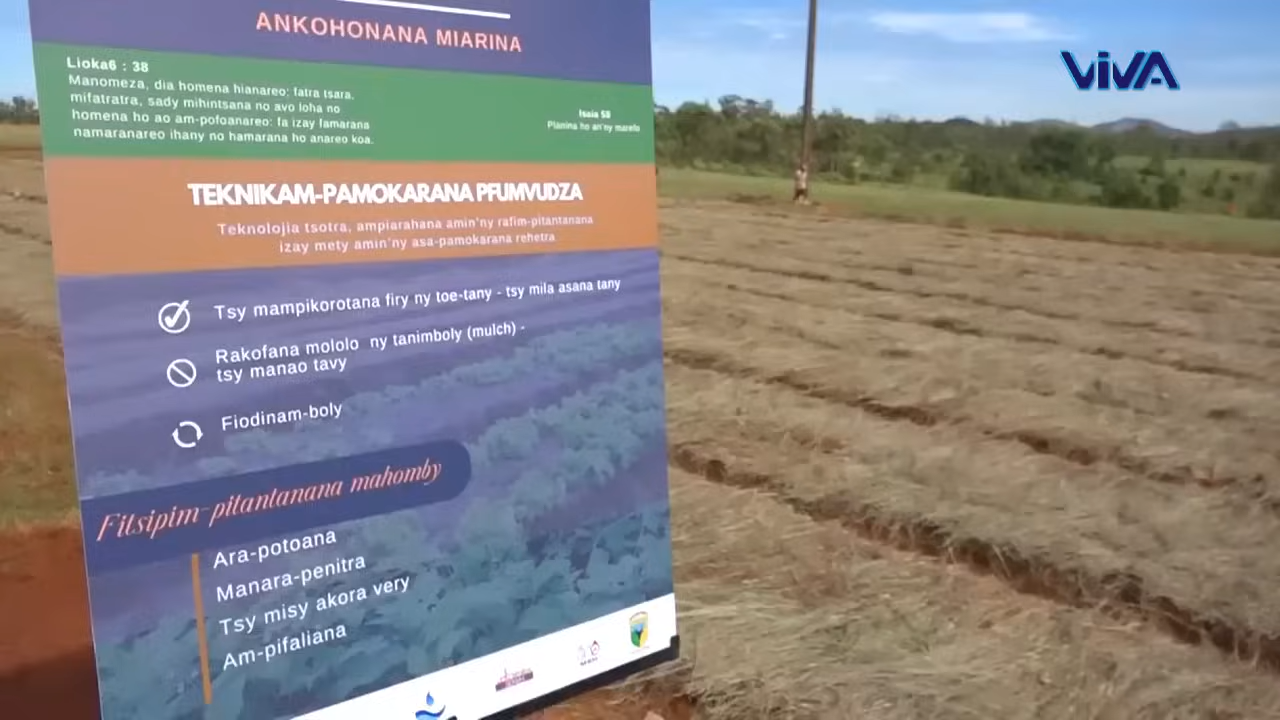 ANKOHONANA MIARINA
ViVA
Lioka6 : 38
Manomeza, dia homena hianareo; fatra tsara,
mifatratra, sady mihintsana no avo loha no
homena ho ao am-pofoanareo: fa izay famarana
namaranareo ihany no hamarana ho anareo koa.
Isaia 58
Planina ho an'ny marefo
TEKNIKAM-PAMOKARANA PFUMVUDZA
Teknolojia tsotra, ampiarahana amin'ny rafim-pitantanana
izay mety amin'ny asa-pamokarana rehetra
Tsy mampikorotana firy ny toe-tany - tsy mila asana tany
Rakofana mololo ny tanimboly (mulch) -
tsy manao tavy
Fiodinam-boly
Fitsipim-pitantanana mahomby
Ara-potoana
Manara-penitra
Tsy misy akora very
Am-pifaliana